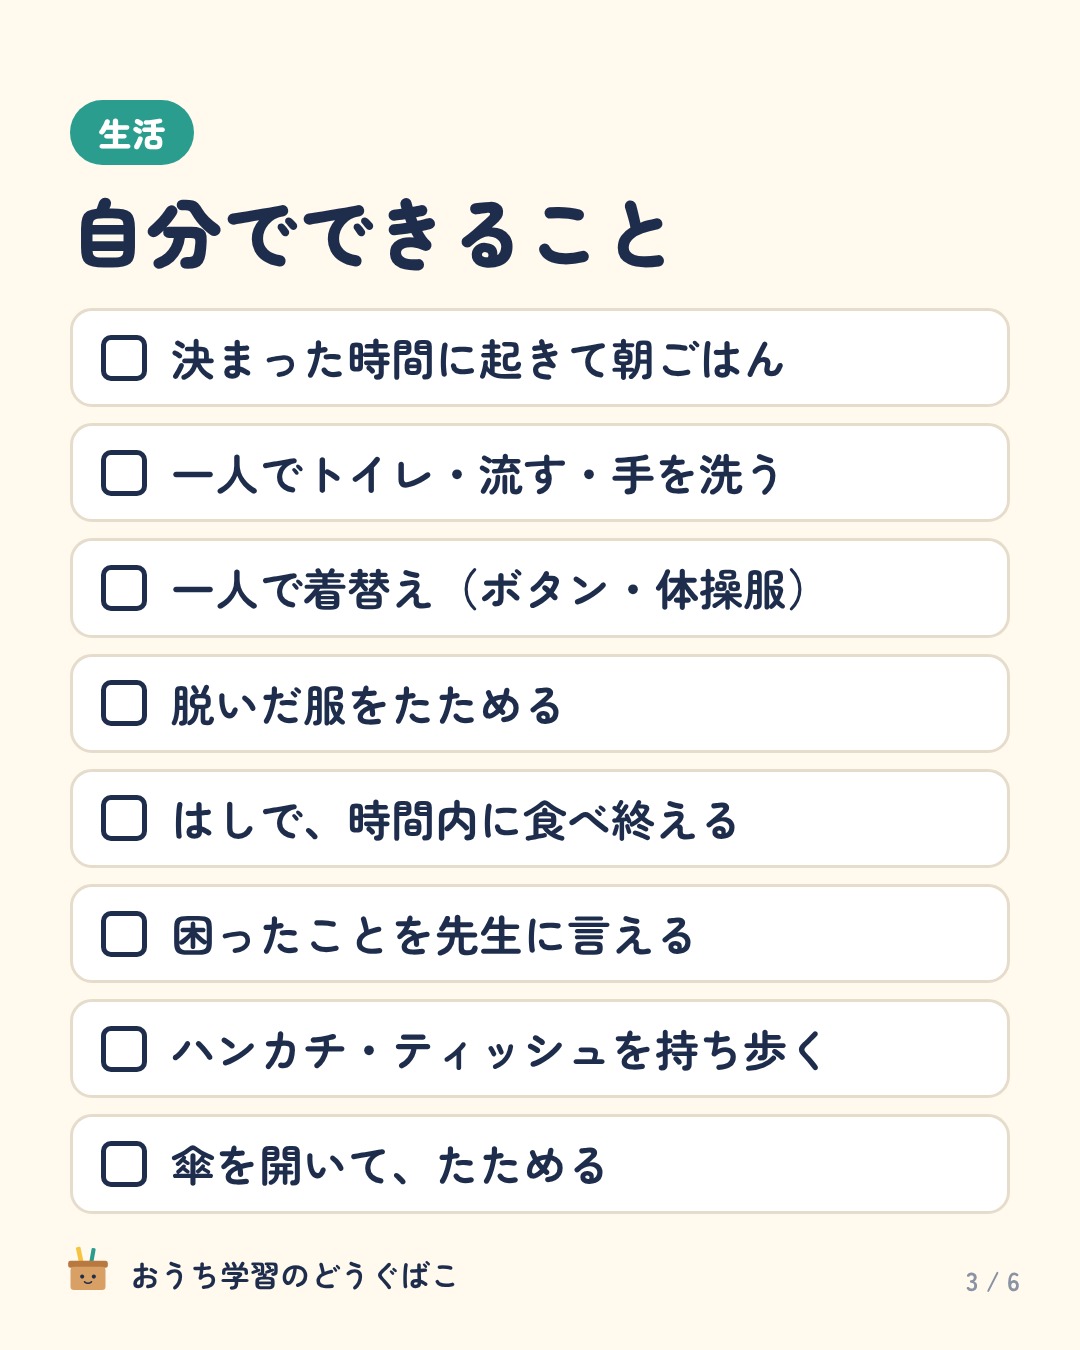 生活
自分でできること
決まった時間に起きて朝ごはん
一人でトイレ・流す・手を洗う
一人で着替え（ボタン・体操服）
脱いだ服をたためる
はしで、時間内に食べ終える
困ったことを先生に言える
ハンカチ・ティッシュを持ち歩く
傘を開いて、たためる
おうち学習のどうぐばこ
3 / 6